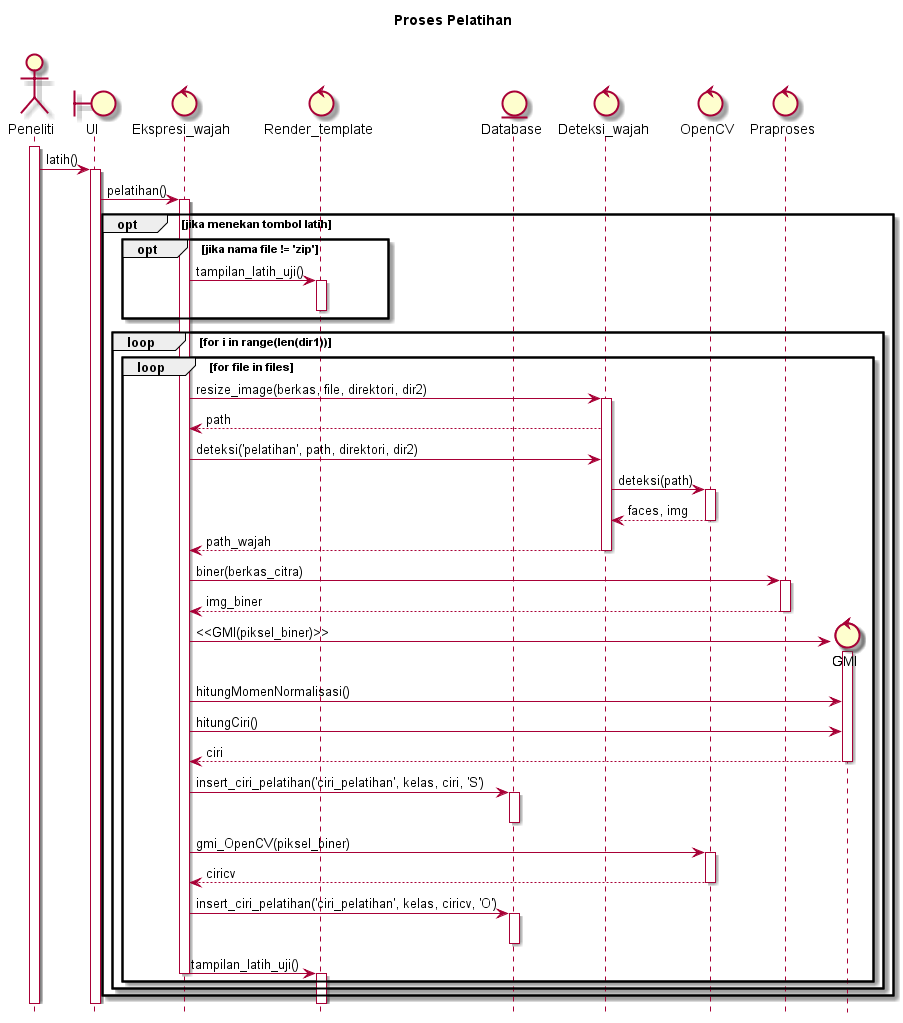 Proses Pelatihan
Peneliti
UI
Ekspresi_wajah
Render_template
Database
Deteksi_wajah
OpenCV
Praproses
latih()
pelatihan()
opt [jika menekan tombol latih]
opt [jika nama file != 'zip']
tampilan_latih_uji()
loop [for i in range(len(dir1))]
loop [for file in files]
resize_image(berkas, file, direktori, dir2)
path
deteksi('pelatihan', path, direktori, dir2)
deteksi(path)
faces, img
path_wajah
biner(berkas_citra)
img_biner
<<GMI(piksel_biner)>>
GMI
hitungMomenNormalisasi()
hitungCiri()
ciri
insert_ciri_pelatihan('ciri_pelatihan', kelas, ciri, 'S')
gmi_OpenCV(piksel_biner)
ciricv
insert_ciri_pelatihan('ciri_pelatihan', kelas, ciricv, 'O')
tampilan_latih_uji()